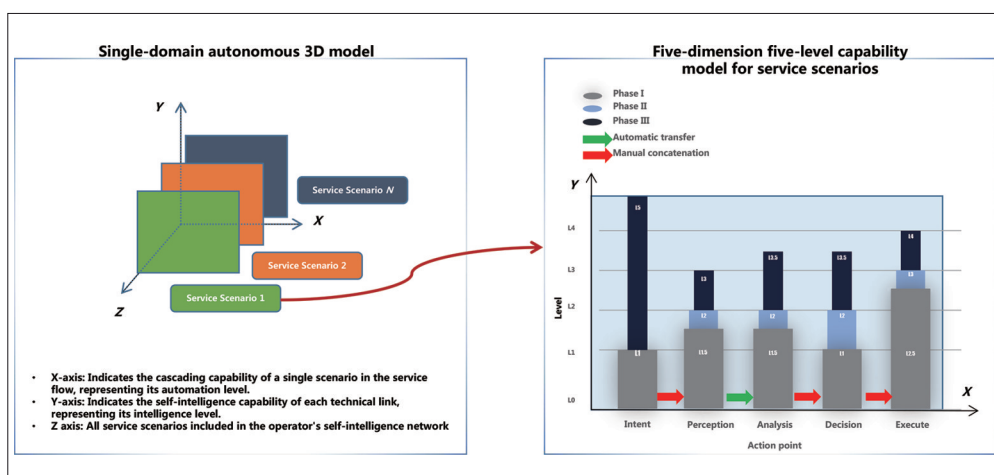 Single-domain autonomous 3D model
Y
X
Z
Service Scenario N
Service Scenario 2
Service Scenario 1
• X-axis: Indicates the cascading capability of a single scenario in the service
flow, representing its automation level.
• Y-axis: Indicates the self-intelligence capability of each technical link,
representing its intelligence level.
• Z axis: All service scenarios included in the operator's self-intelligence network
Five-dimension five-level capability
model for service scenarios
Phase I
Phase II
Phase III
Automatic transfer
Manual concatenation
Y
Level
L4
L3
L2
L1
L0
L5
L1
L3
L2
L1.5
L3.5
L2
L1.5
L3.5
L2
L1
L4
L3
L2.5
X
Intent
Perception
Analysis
Decision
Execute
Action point